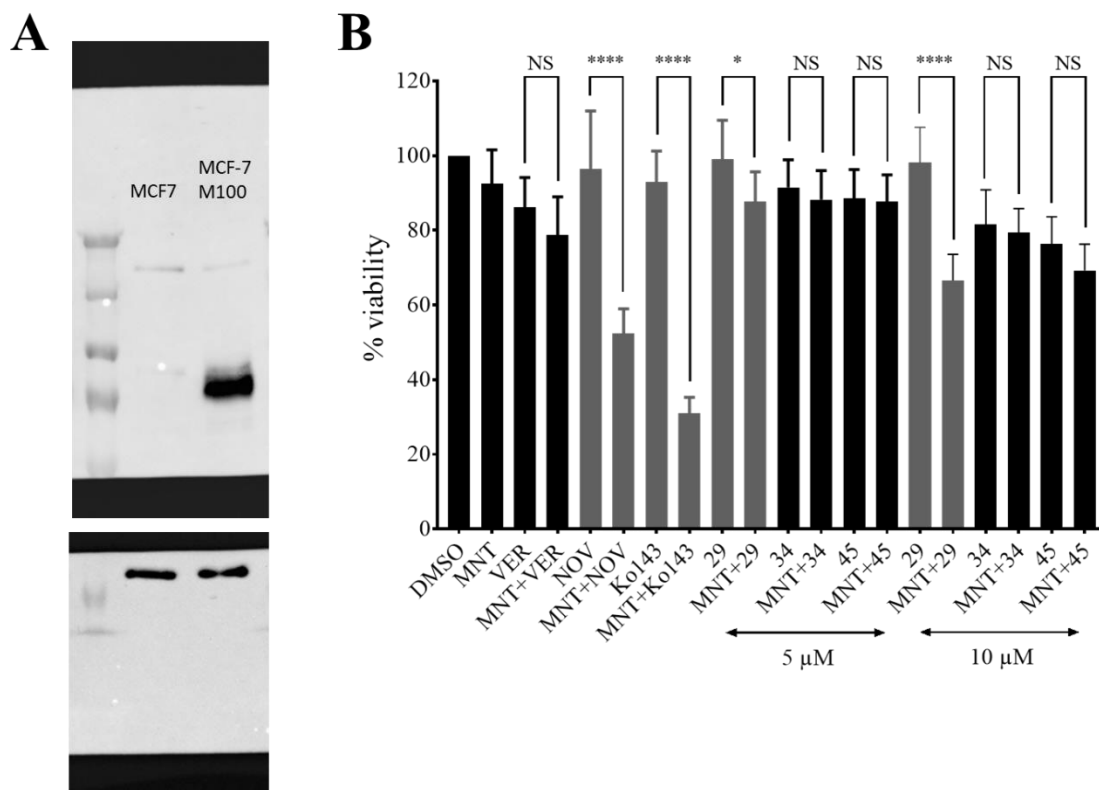 A
B
MCF7
MCF-7
M100
NS
****
****
*
NS
NS
****
NS
NS
% viability
120
100
80
60
40
20
0
DMSO
MNT
VER
MNT+VER
NOV
MNT+NOV
Ko143
MNT+Ko143
29
MNT+29
34
MNT+34
45
MNT+45
29
MNT+29
34
MNT+34
45
MNT+45
5 µM
10 µM